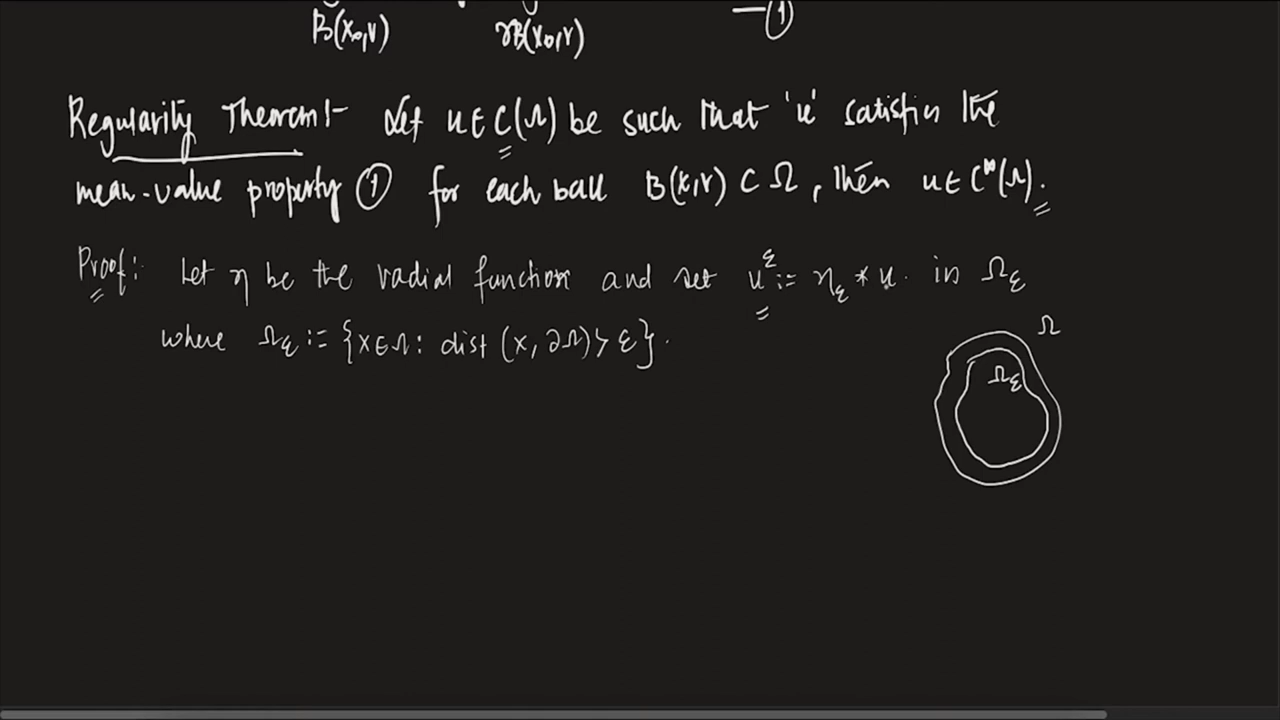 B(x₀,r) ∂B(x₀,r) —①
Regularity Theorem:- Let u∈C(Ω) be such that 'u' satisfies the
mean-value property ① for each ball B(x,r) ⊂ Ω, then u∈C^∞(Ω).
Proof: Let η be the radial function and set u^ε := η_ε * u. in Ω_ε
where Ω_ε := {x∈Ω: dist (x, ∂Ω) > ε}.
Ω
Ω_ε